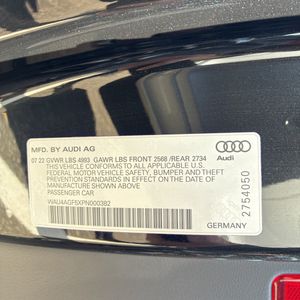 MFD. BY AUDI AG
07 22 GVWR LBS 4993 GAWR LBS FRONT 2568 /REAR 2734
THIS VEHICLE CONFORMS TO ALL APPLICABLE U.S.
FEDERAL MOTOR VEHICLE SAFETY, BUMPER AND THEFT
PREVENTION STANDARDS IN EFFECT ON THE DATE OF
MANUFACTURE SHOWN ABOVE
PASSENGER CAR
WAU4AGF5XPN000382
Audi
2754050
GERMANY